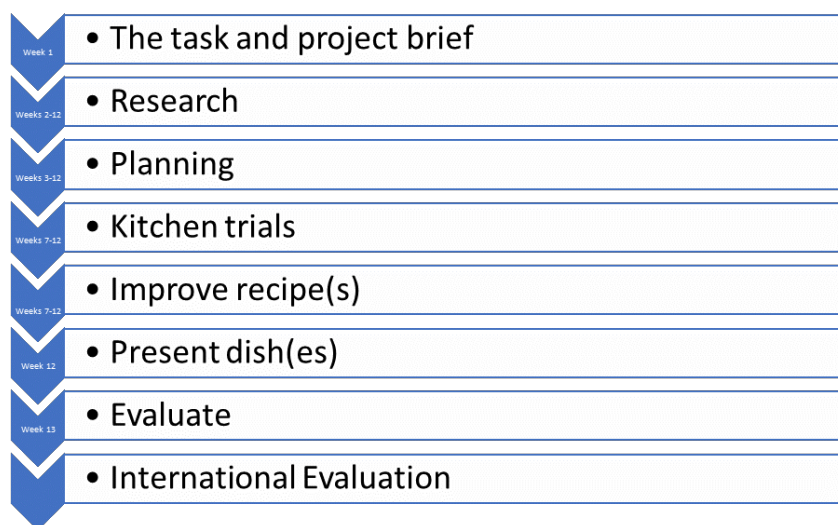 Week 1
• The task and project brief
Weeks 2-12
• Research
Weeks 3-12
• Planning
Weeks 7-12
• Kitchen trials
Weeks 7-12
• Improve recipe(s)
Week 12
• Present dish(es)
Week 13
• Evaluate
• International Evaluation